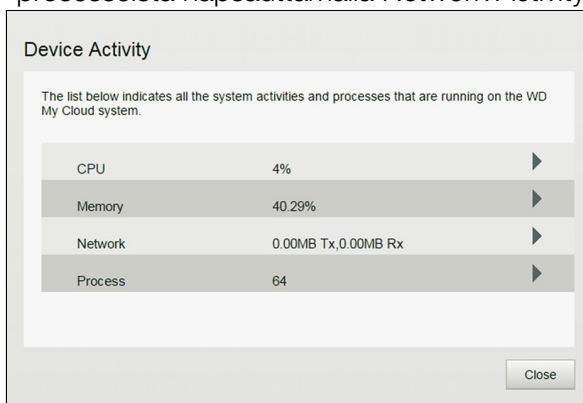 Device Activity
The list below indicates all the system activities and processes that are running on the WD
My Cloud system.
CPU 4%
Memory 40.29%
Network 0.00MB Tx,0.00MB Rx
Process 64
Close